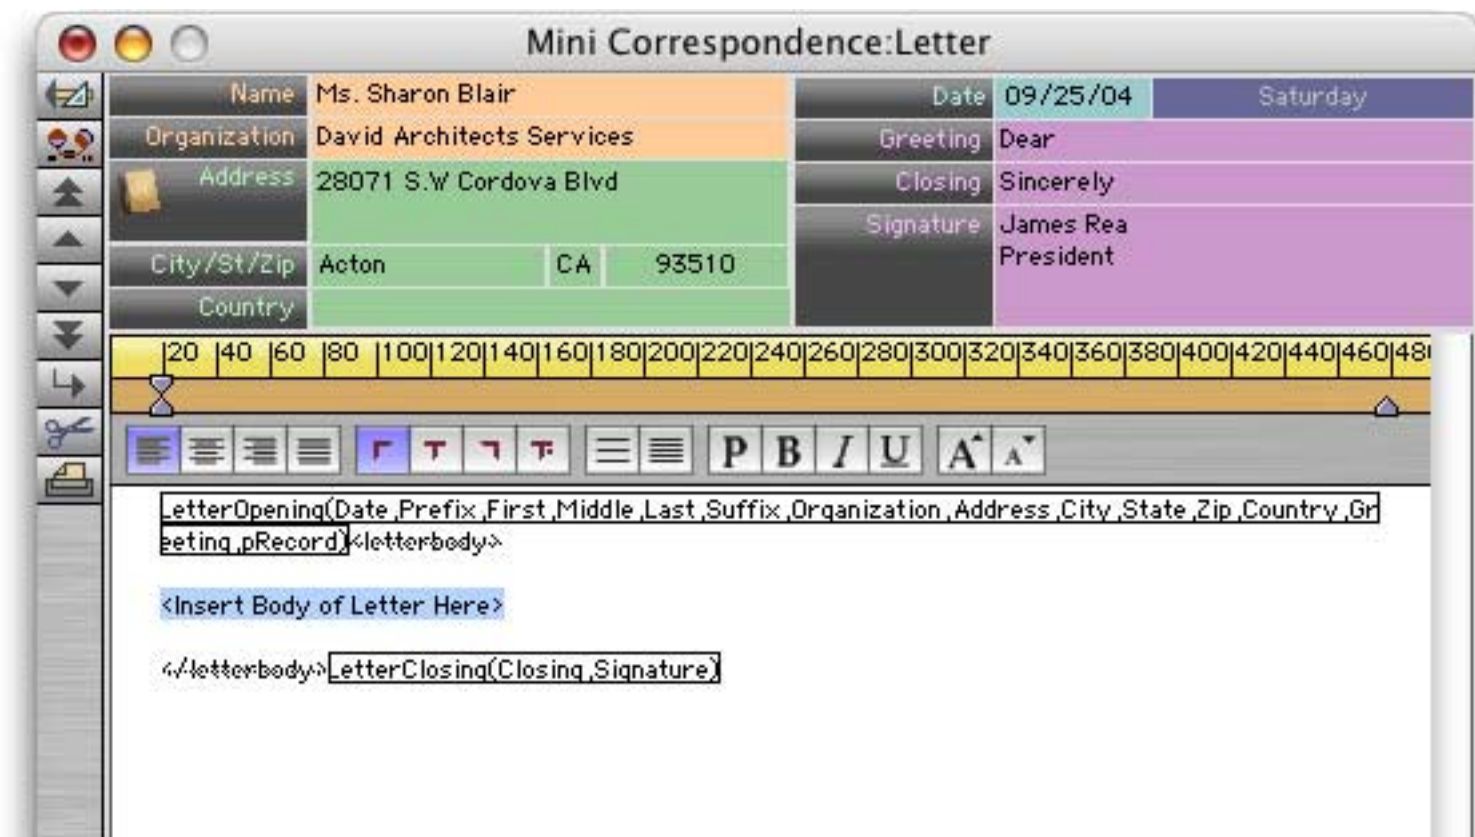 Mini Correspondence:Letter
Name Ms. Sharon Blair
Date 09/25/04 Saturday
Organization David Architects Services
Greeting Dear
Address 28071 S.W Cordova Blvd
Closing Sincerely
Signature James Rea
President
City/St/Zip Acton CA 93510
Country
20 40 60 80 100 120 140 160 180 200 220 240 260 280 300 320 340 360 380 400 420 440 460 48
P B I U A A
LetterOpening(Date,Prefix,First,Middle,Last,Suffix,Organization,Address,City,State,Zip,Country,Gr
eeting,pRecord)<letterbody>
<Insert Body of Letter Here>
</letterbody>LetterClosing(Closing,Signature)